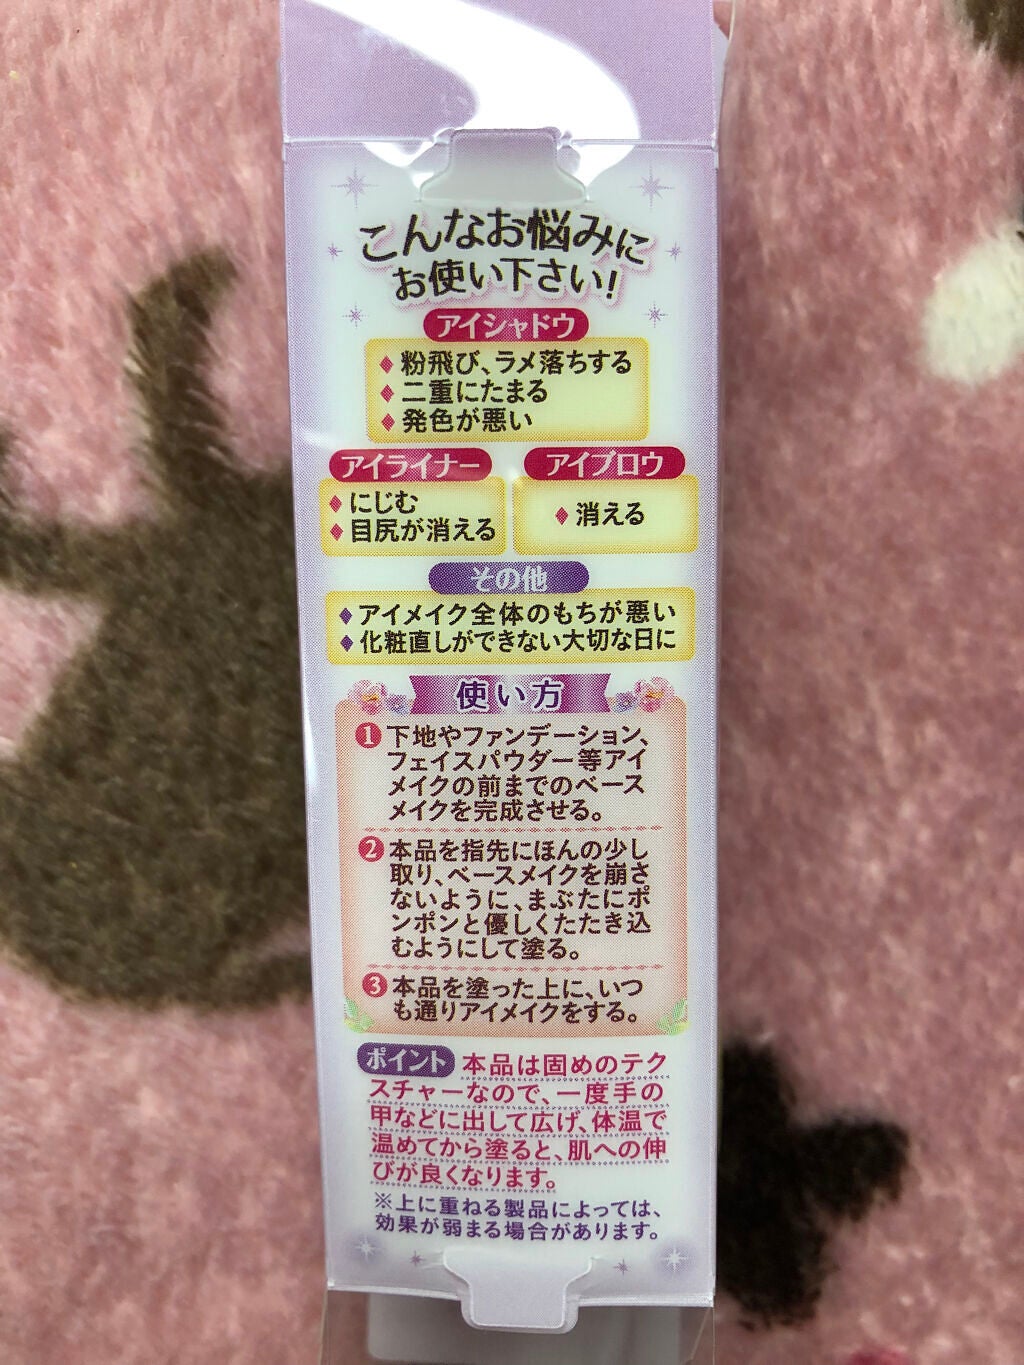 こんなお悩みに
お使い下さい!
アイシャドウ
◆粉飛び、ラメ落ちする
◆二重にたまる
◆発色が悪い
アイライナー
◆にじむ
◆目尻が消える
アイブロウ
◆消える
その他
◆アイメイク全体のもちが悪い
◆化粧直しができない大切な日に
使い方
1 下地やファンデーション、
フェイスパウダー等アイ
メイクの前までのベース
メイクを完成させる。
2 本品を指先にほんの少し
取り、ベースメイクを崩さ
ないように、まぶたにポ
ンポンと優しくたたき込
むようにして塗る。
3 本品を塗った上に、いつ
も通りアイメイクをする。
ポイント 本品は固めのテク
スチャーなので、一度手の
甲などに出して広げ、体温で
温めてから塗ると、肌への伸
びが良くなります。
※上に重ねる製品によっては、
効果が弱まる場合があります。